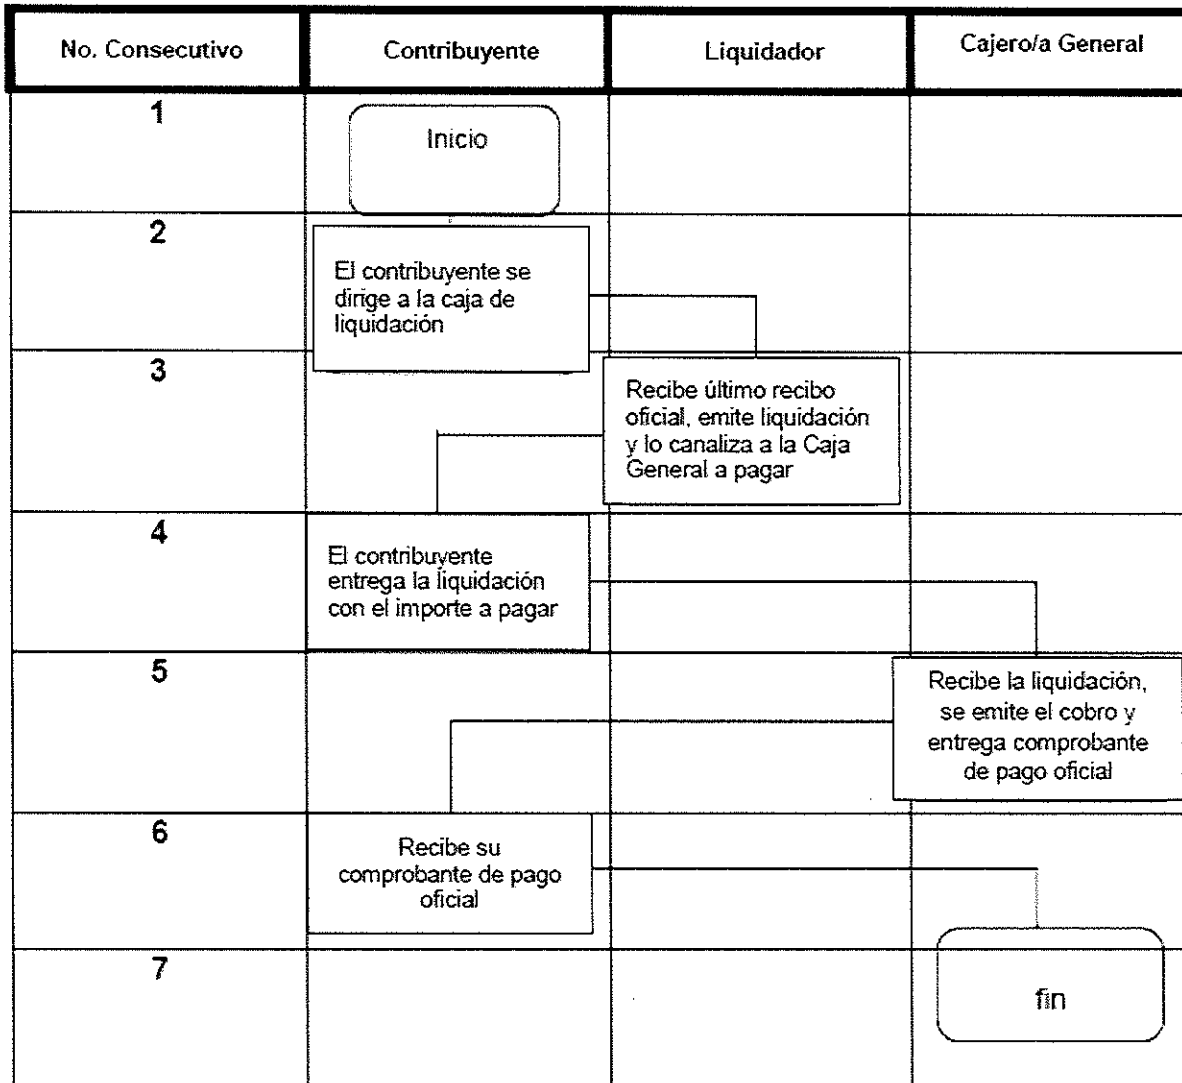 No. Consecutivo
Contribuyente
Liquidador
Cajero/a General
1
Inicio
2
El contribuyente se
dirige a la caja de
liquidación
3
Recibe último recibo
oficial, emite liquidación
y lo canaliza a la Caja
General a pagar
4
El contribuyente
entrega la liquidación
con el importe a pagar
5
Recibe la liquidación,
se emite el cobro y
entrega comprobante
de pago oficial
6
Recibe su
comprobante de pago
oficial
7
fin